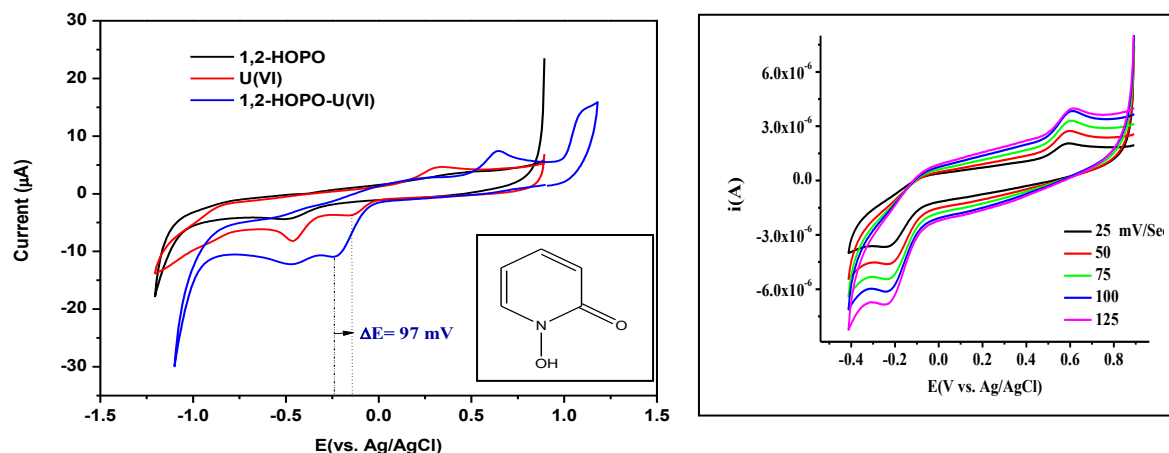 30
20
10
0
-10
-20
-30
Current (µA)
1,2-HOPO
U(VI)
1,2-HOPO-U(VI)
ΔE= 97 mV
N
O
OH
-1.5 -1.0 -0.5 0.0 0.5 1.0 1.5
E(vs. Ag/AgCl)
6.0x10-6
3.0x10-6
0.0
-3.0x10-6
-6.0x10-6
i(A)
25 mV/Sec
50
75
100
125
-0.4 -0.2 0.0 0.2 0.4 0.6 0.8
E(V vs. Ag/AgCl)